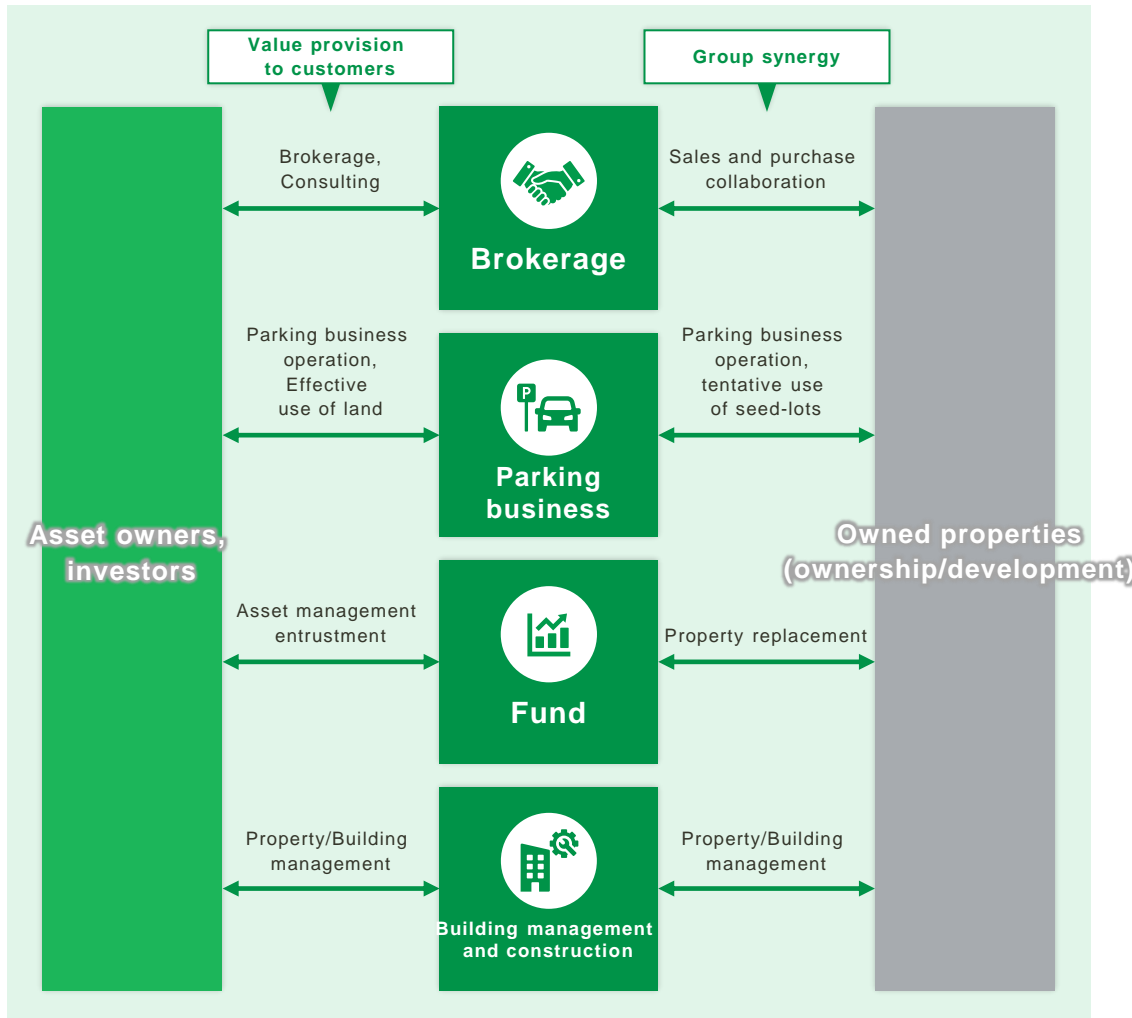 Value provision
to customers
Group synergy
Brokerage,
Consulting
Sales and purchase
collaboration
Brokerage
Parking business
operation,
Effective
use of land
Parking business
operation,
tentative use
of seed-lots
P
Parking
business
Asset owners,
investors
Owned properties
(ownership/development)
Asset management
entrustment
Property replacement
Fund
Property/Building
management
Property/Building
management
Building management
and construction